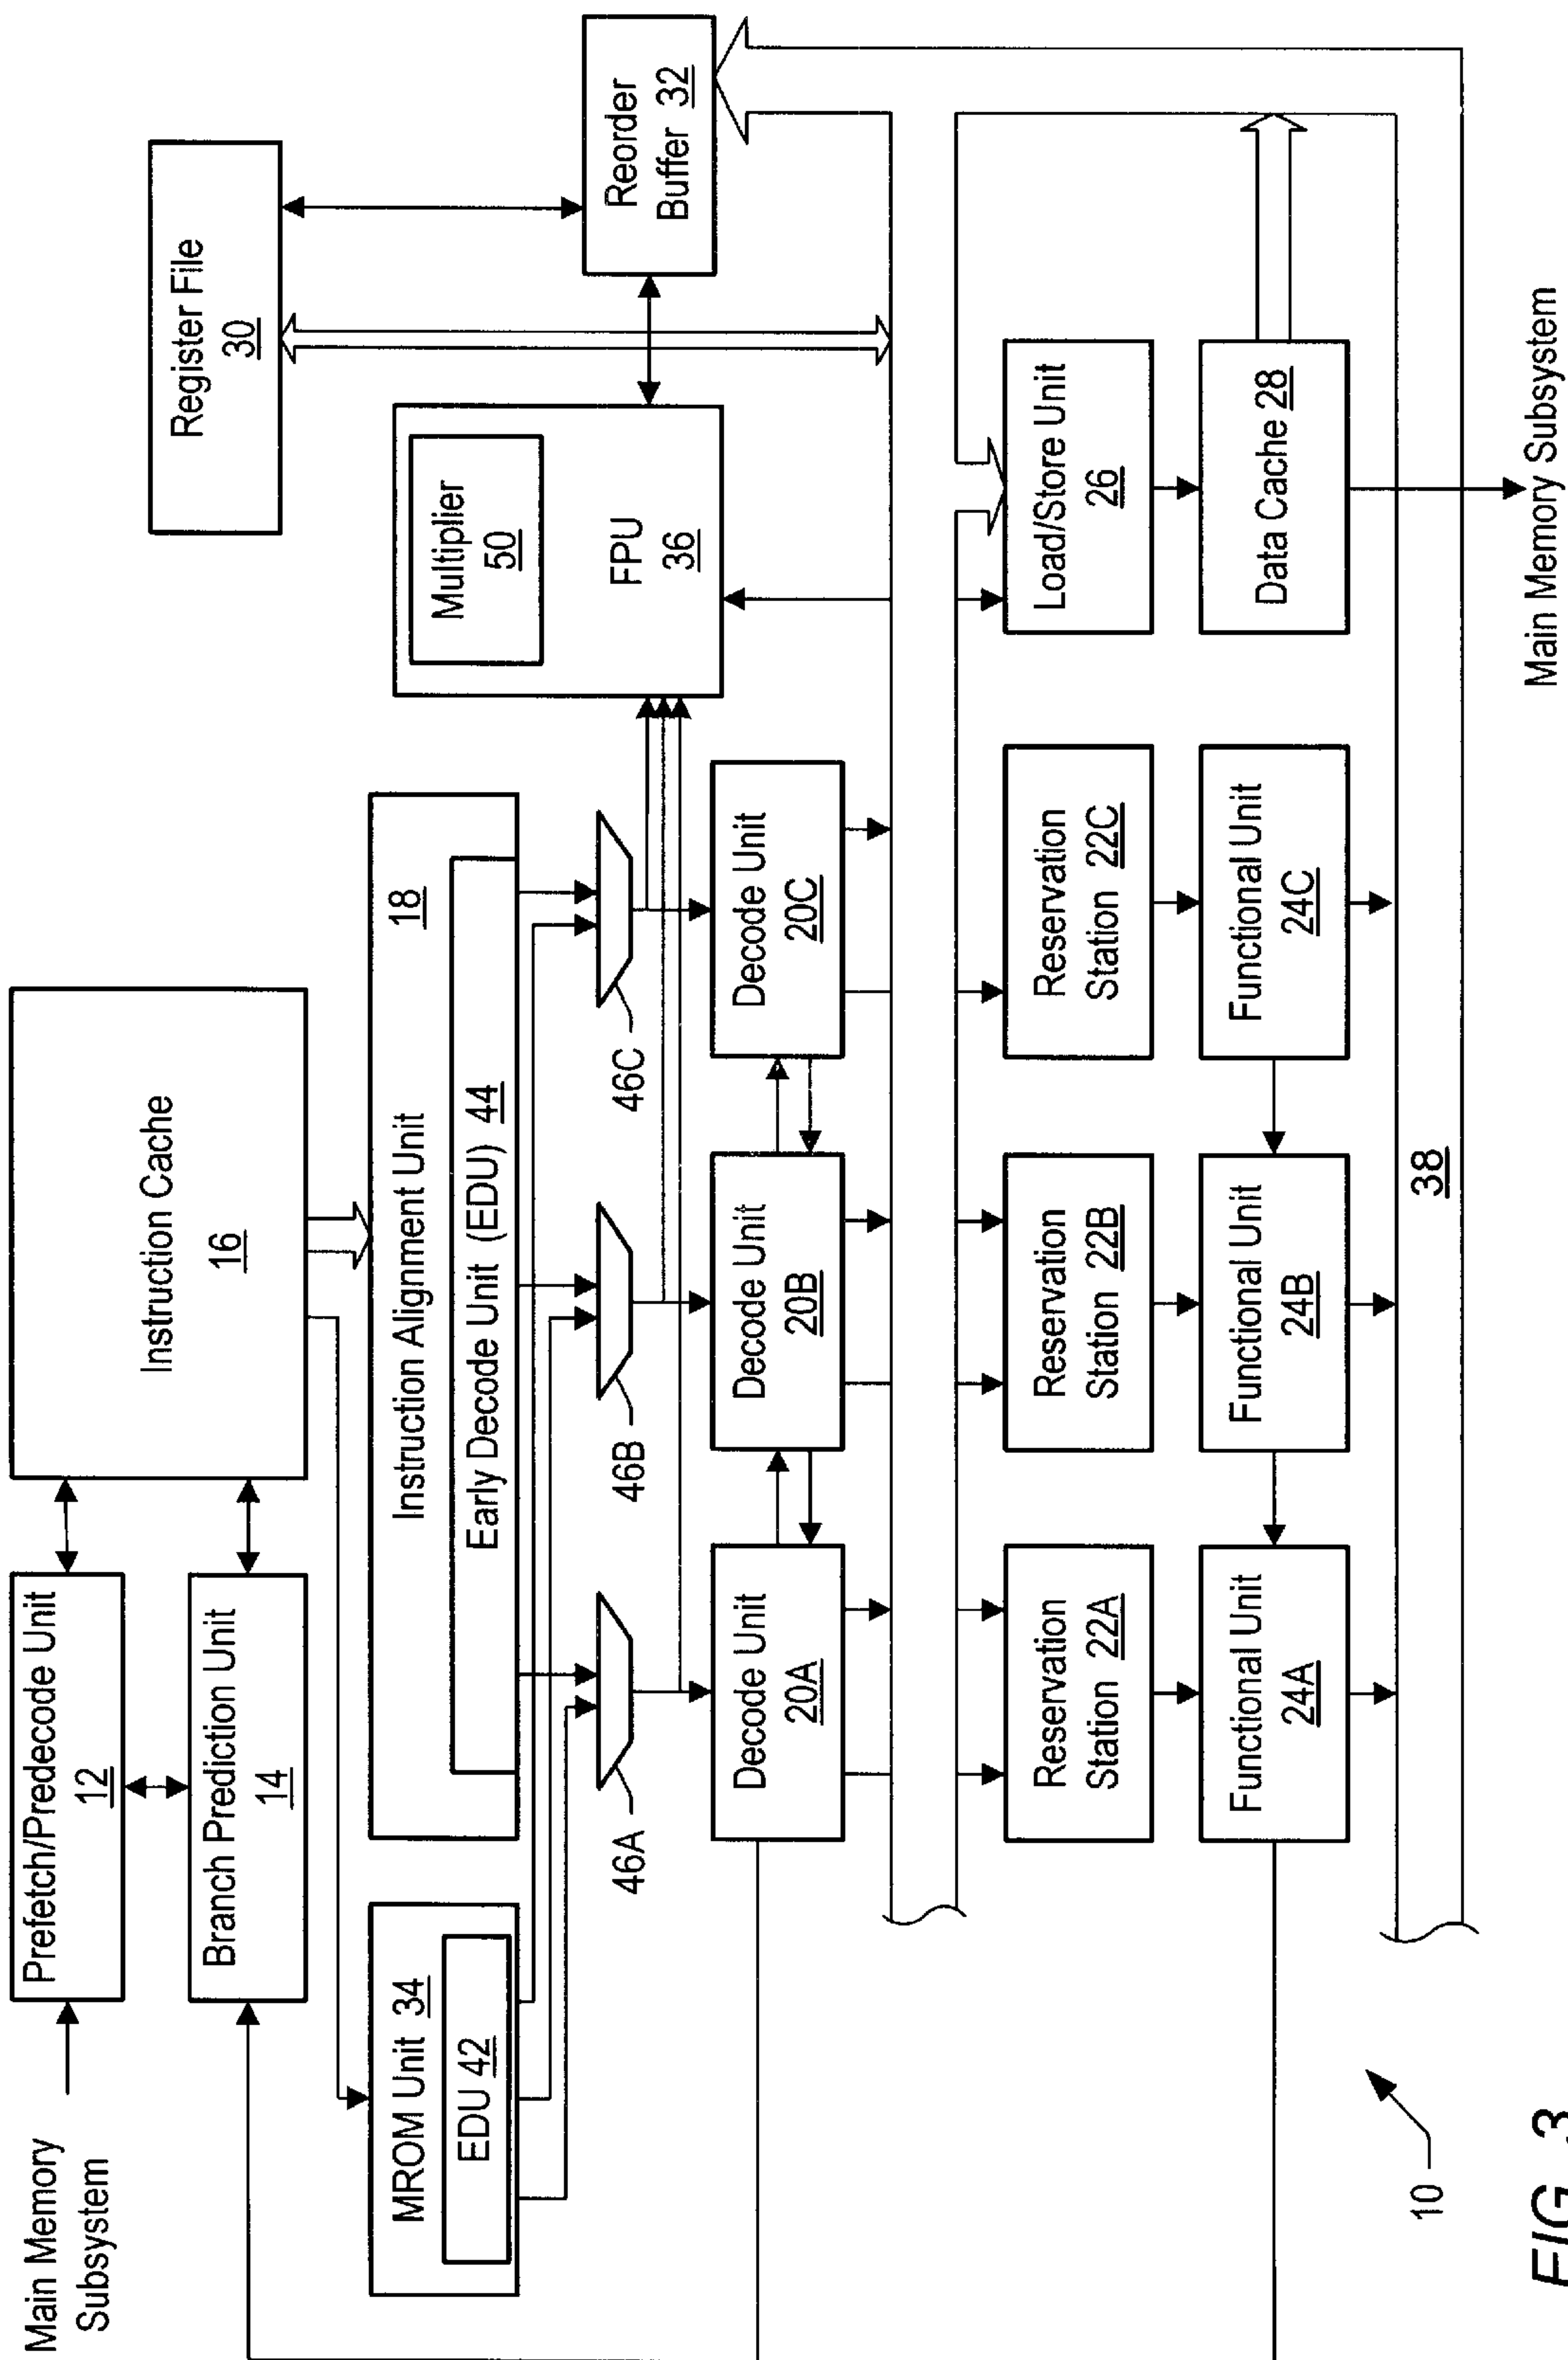 Main Memory
Subsystem
Prefetch/Predecode Unit
12
Branch Prediction Unit
14
Instruction Cache
16
Register File
30
Reorder
Buffer 32
MROM Unit 34
EDU 42
Instruction Alignment Unit
18
Early Decode Unit (EDU) 44
Multiplier
50
FPU
36
46A
46B
46C
Decode Unit
20A
Decode Unit
20B
Decode Unit
20C
Reservation
Station 22A
Reservation
Station 22B
Reservation
Station 22C
Load/Store Unit
26
Functional Unit
24A
Functional Unit
24B
Functional Unit
24C
Data Cache 28
38
10
Main Memory Subsystem
FIG. 3